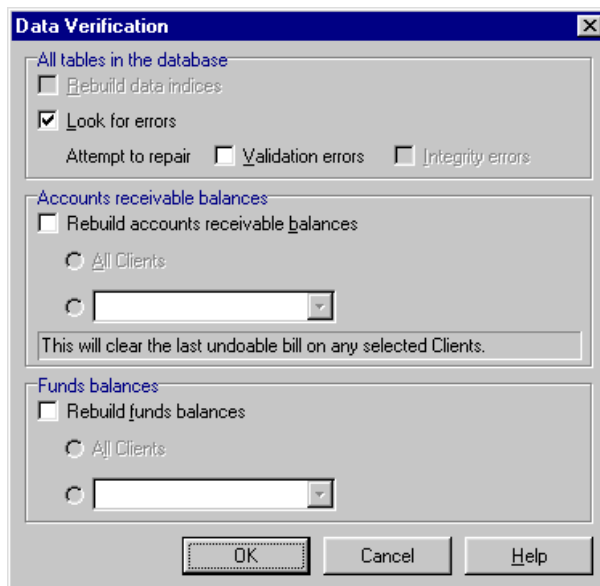 Data Verification
All tables in the database
Rebuild data indices
Look for errors
Attempt to repair Validation errors Integrity errors
Accounts receivable balances
Rebuild accounts receivable balances
All Clients
This will clear the last undoable bill on any selected Clients.
Funds balances
Rebuild funds balances
All Clients
OK Cancel Help